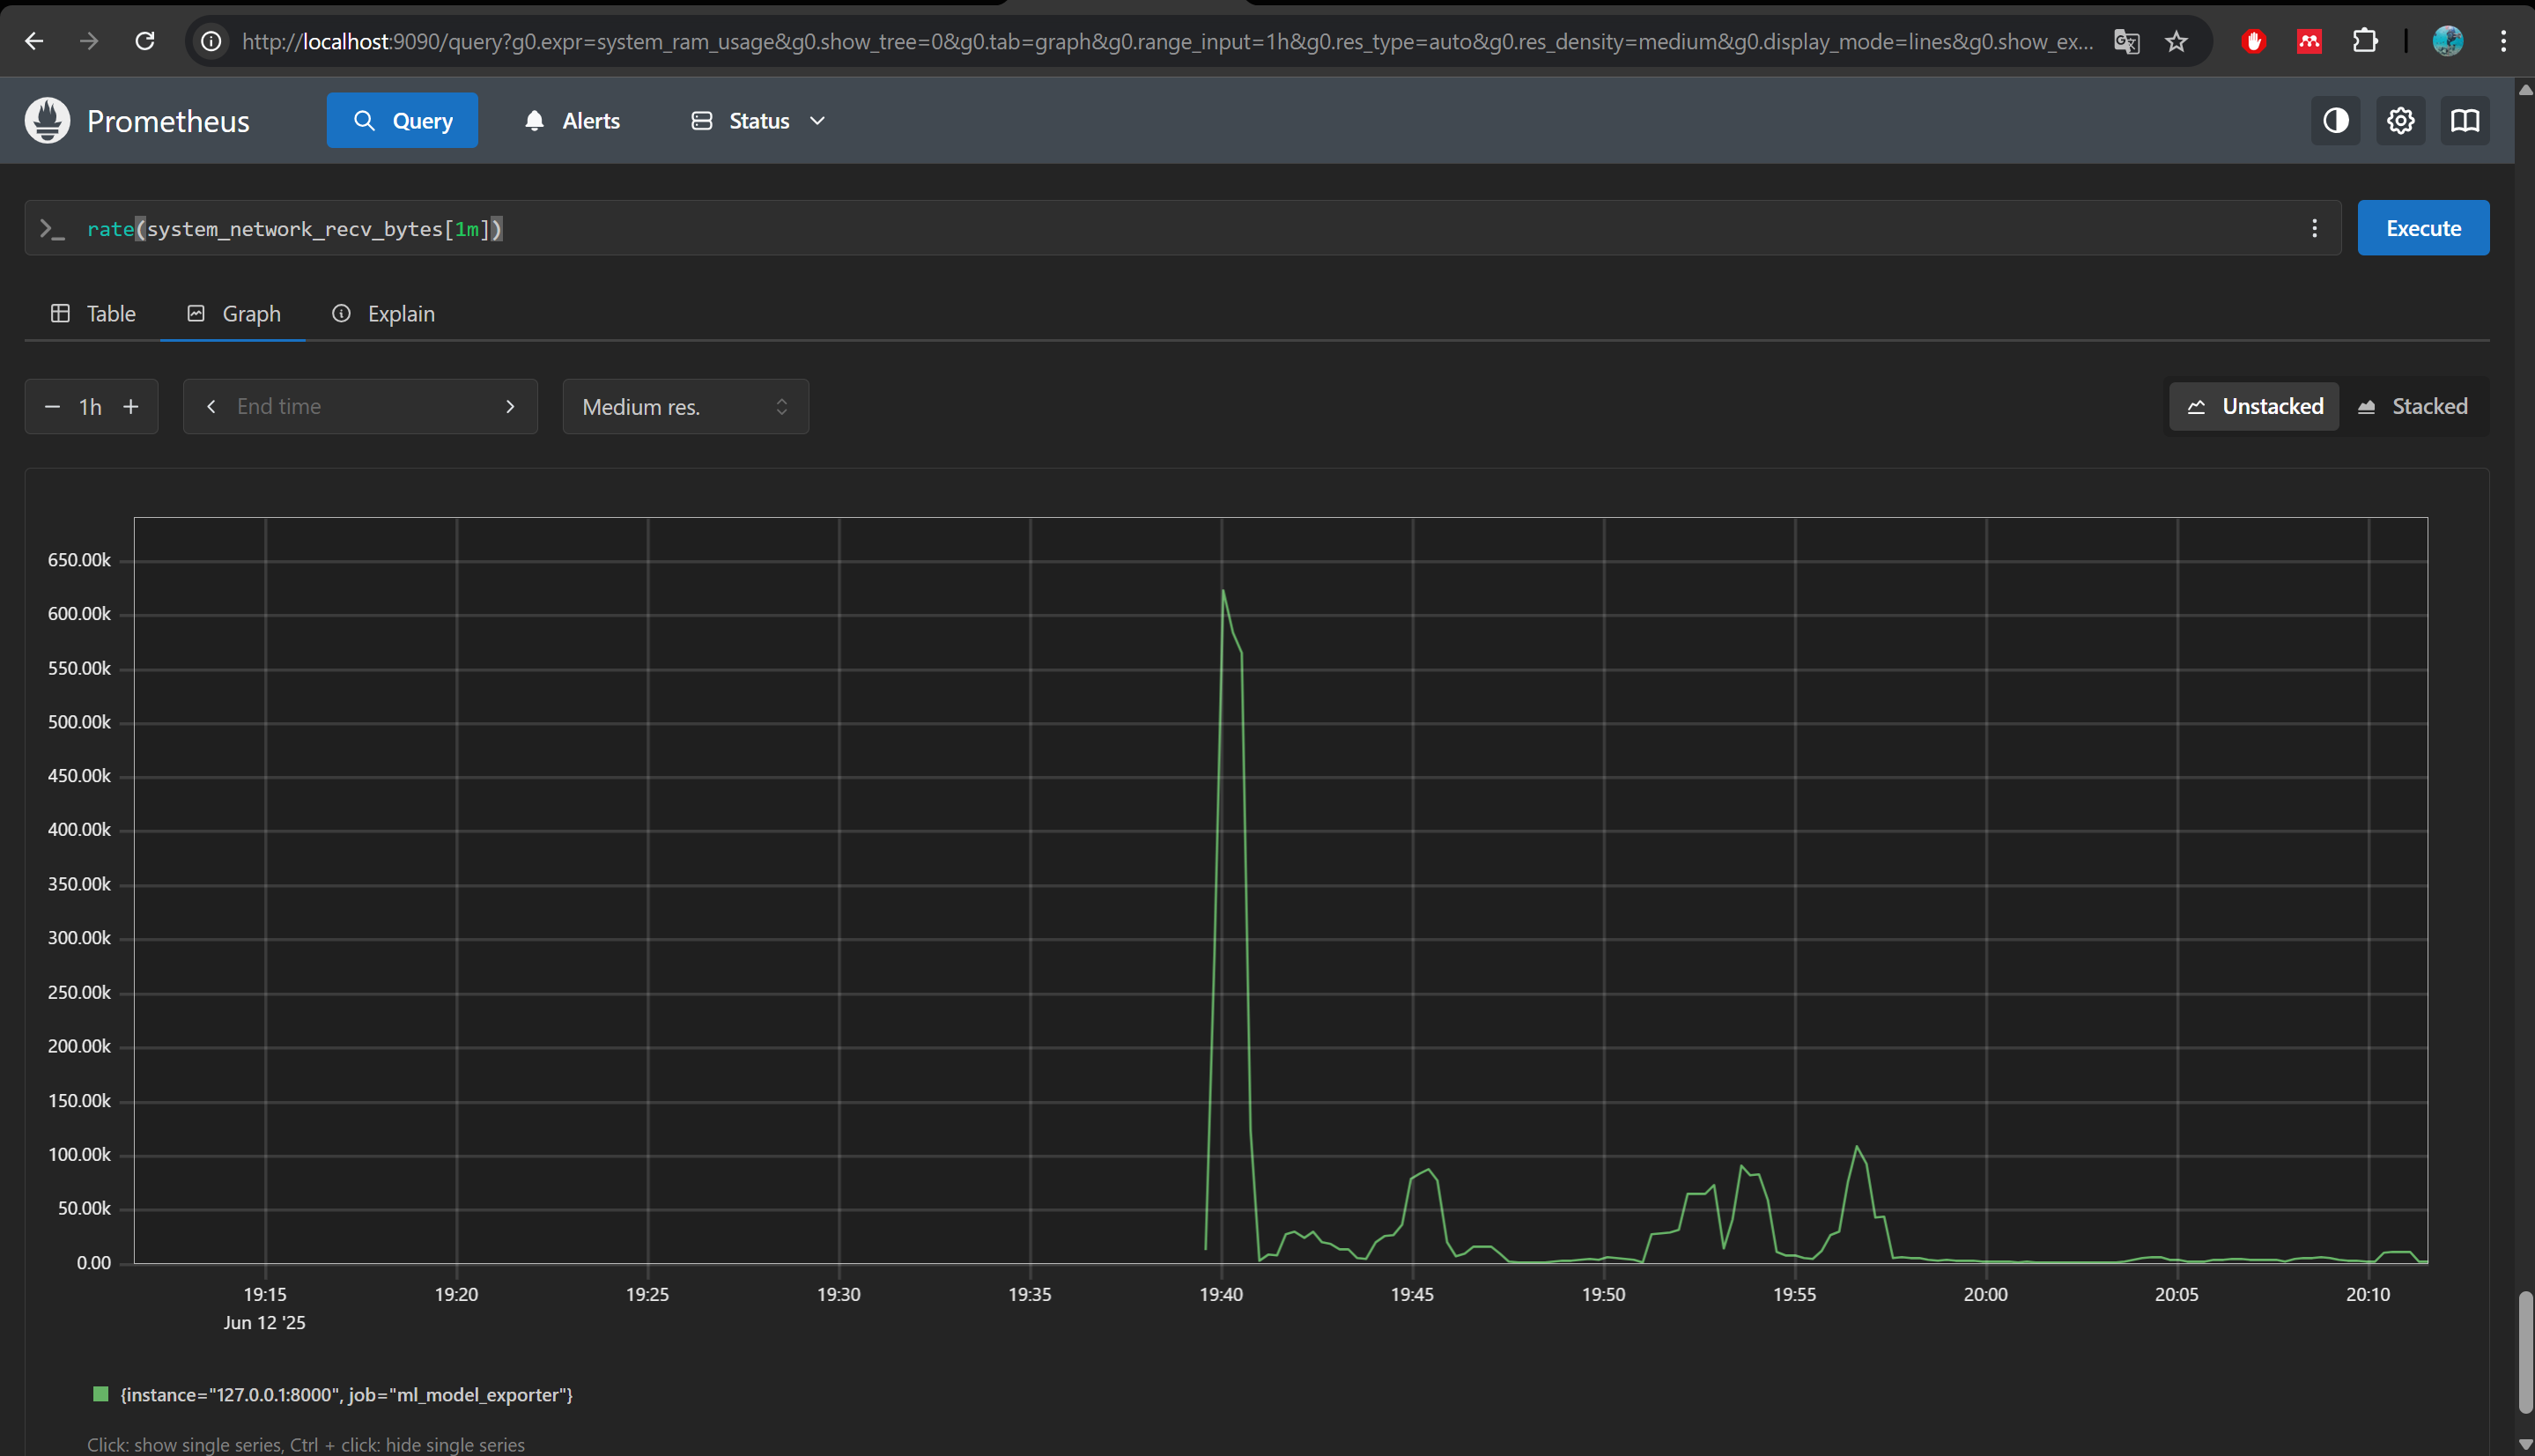 http://localhost:9090/query?g0.expr=system_ram_usage&g0.show_tree=0&g0.tab=graph&g0.range_input=1h&g0.res_type=auto&g0.res_density=medium&g0.display_mode=lines&g0.show_ex...
Prometheus
Query
Alerts
Status
rate(system_network_recv_bytes[1m])
Execute
Table
Graph
Explain
1h
End time
Medium res.
Unstacked
Stacked
650.00k
600.00k
550.00k
500.00k
450.00k
400.00k
350.00k
300.00k
250.00k
200.00k
150.00k
100.00k
50.00k
0.00
19:15 19:20 19:25 19:30 19:35 19:40 19:45 19:50 19:55 20:00 20:05 20:10
Jun 12 '25
{instance="127.0.0.1:8000", job="ml_model_exporter"}
Click: show single series, Ctrl + click: hide single series